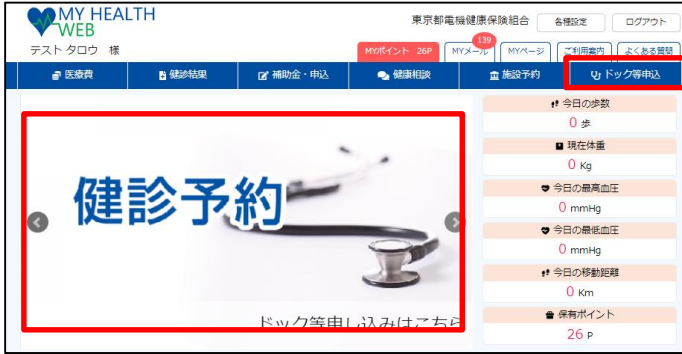 MY HEALTH WEB
東京都電機健康保険組合 各種設定 ログアウト
テスト タロウ 様
MYポイント 26P MYメール 139 MYページ ご利用案内 よくある質問
医療費 健診結果 補助金・申込 健康相談 施設予約 ドック等申込
健診予約
ドック等申し込みはこちら
今日の歩数
0 歩
現在体重
0 Kg
今日の最高血圧
0 mmHg
今日の最低血圧
0 mmHg
今日の移動距離
0 Km
保有ポイント
26 P